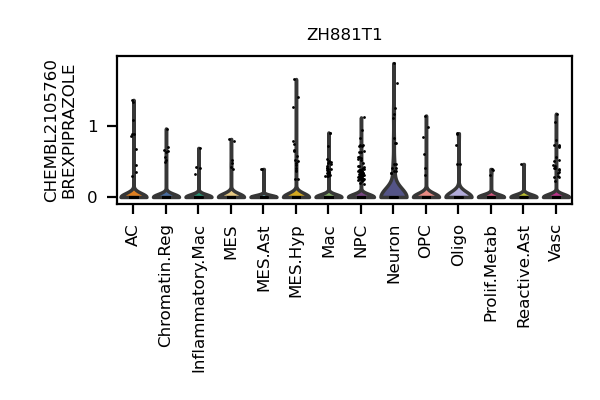 ZH881T1
CHEMBL2105760
BREXPIPRAZOLE
1
0
AC
Chromatin.Reg
Inflammatory.Mac
MES
MES.Ast
MES.Hyp
Mac
NPC
Neuron
OPC
Oligo
Prolif.Metab
Reactive.Ast
Vasc